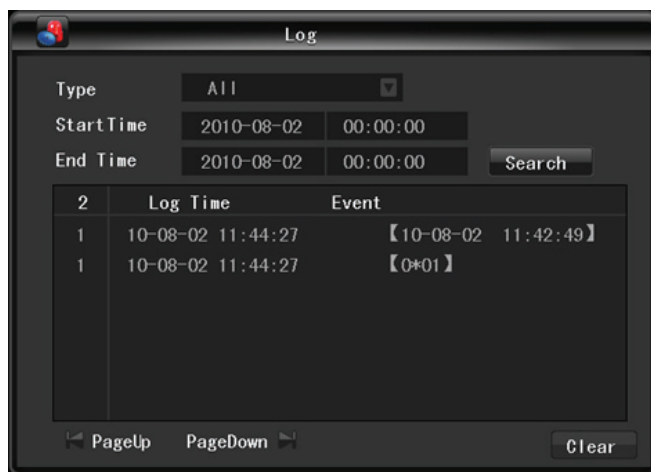 Log
Type All
StartTime 2010-08-02 00:00:00
End Time 2010-08-02 00:00:00 Search
2 Log Time Event
1 10-08-02 11:44:27 【10-08-02 11:42:49】
1 10-08-02 11:44:27 【0*01】
PageUp PageDown Clear